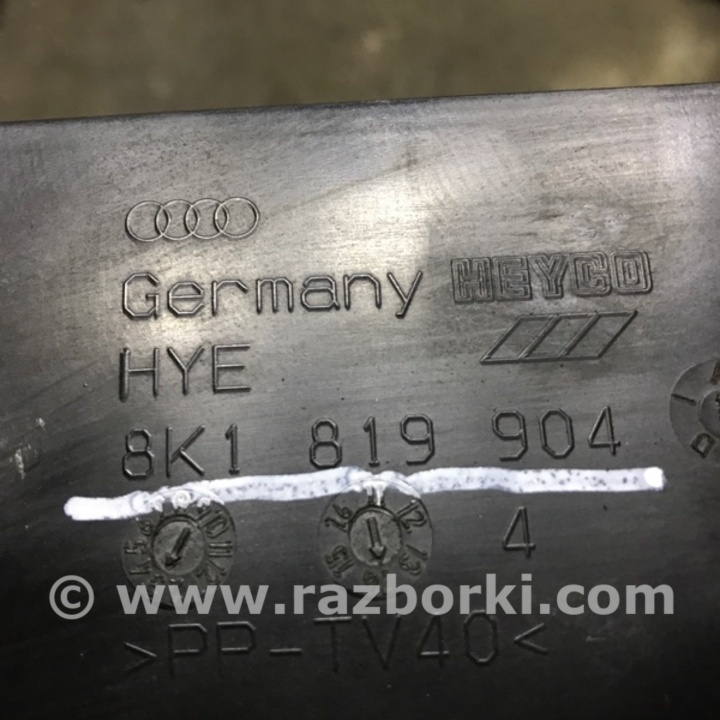 Germany HEYCO
HYE
8K1 819 904
4
© www.razborki.com
>PP-TV40<